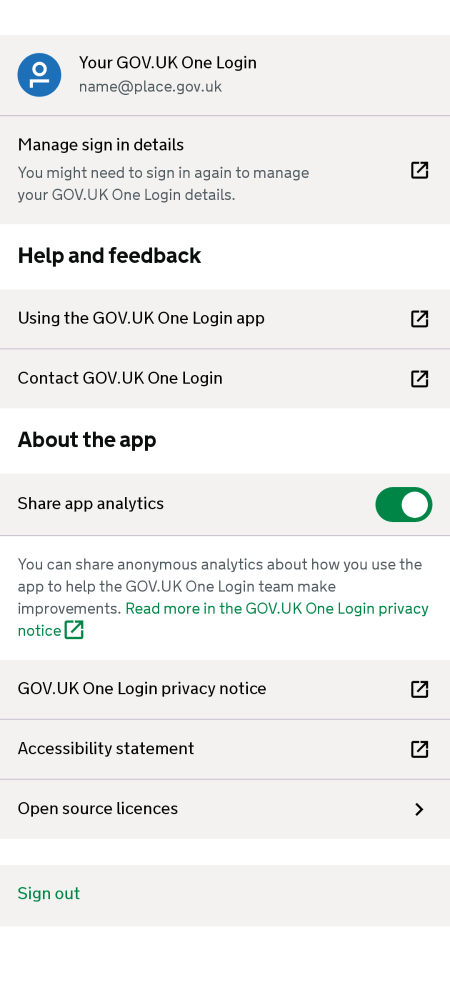 Your GOV.UK One Login
name@place.gov.uk
Manage sign in details
You might need to sign in again to manage
your GOV.UK One Login details.
Help and feedback
Using the GOV.UK One Login app
Contact GOV.UK One Login
About the app
Share app analytics
You can share anonymous analytics about how you use the
app to help the GOV.UK One Login team make
improvements. Read more in the GOV.UK One Login privacy
notice
GOV.UK One Login privacy notice
Accessibility statement
Open source licences
Sign out